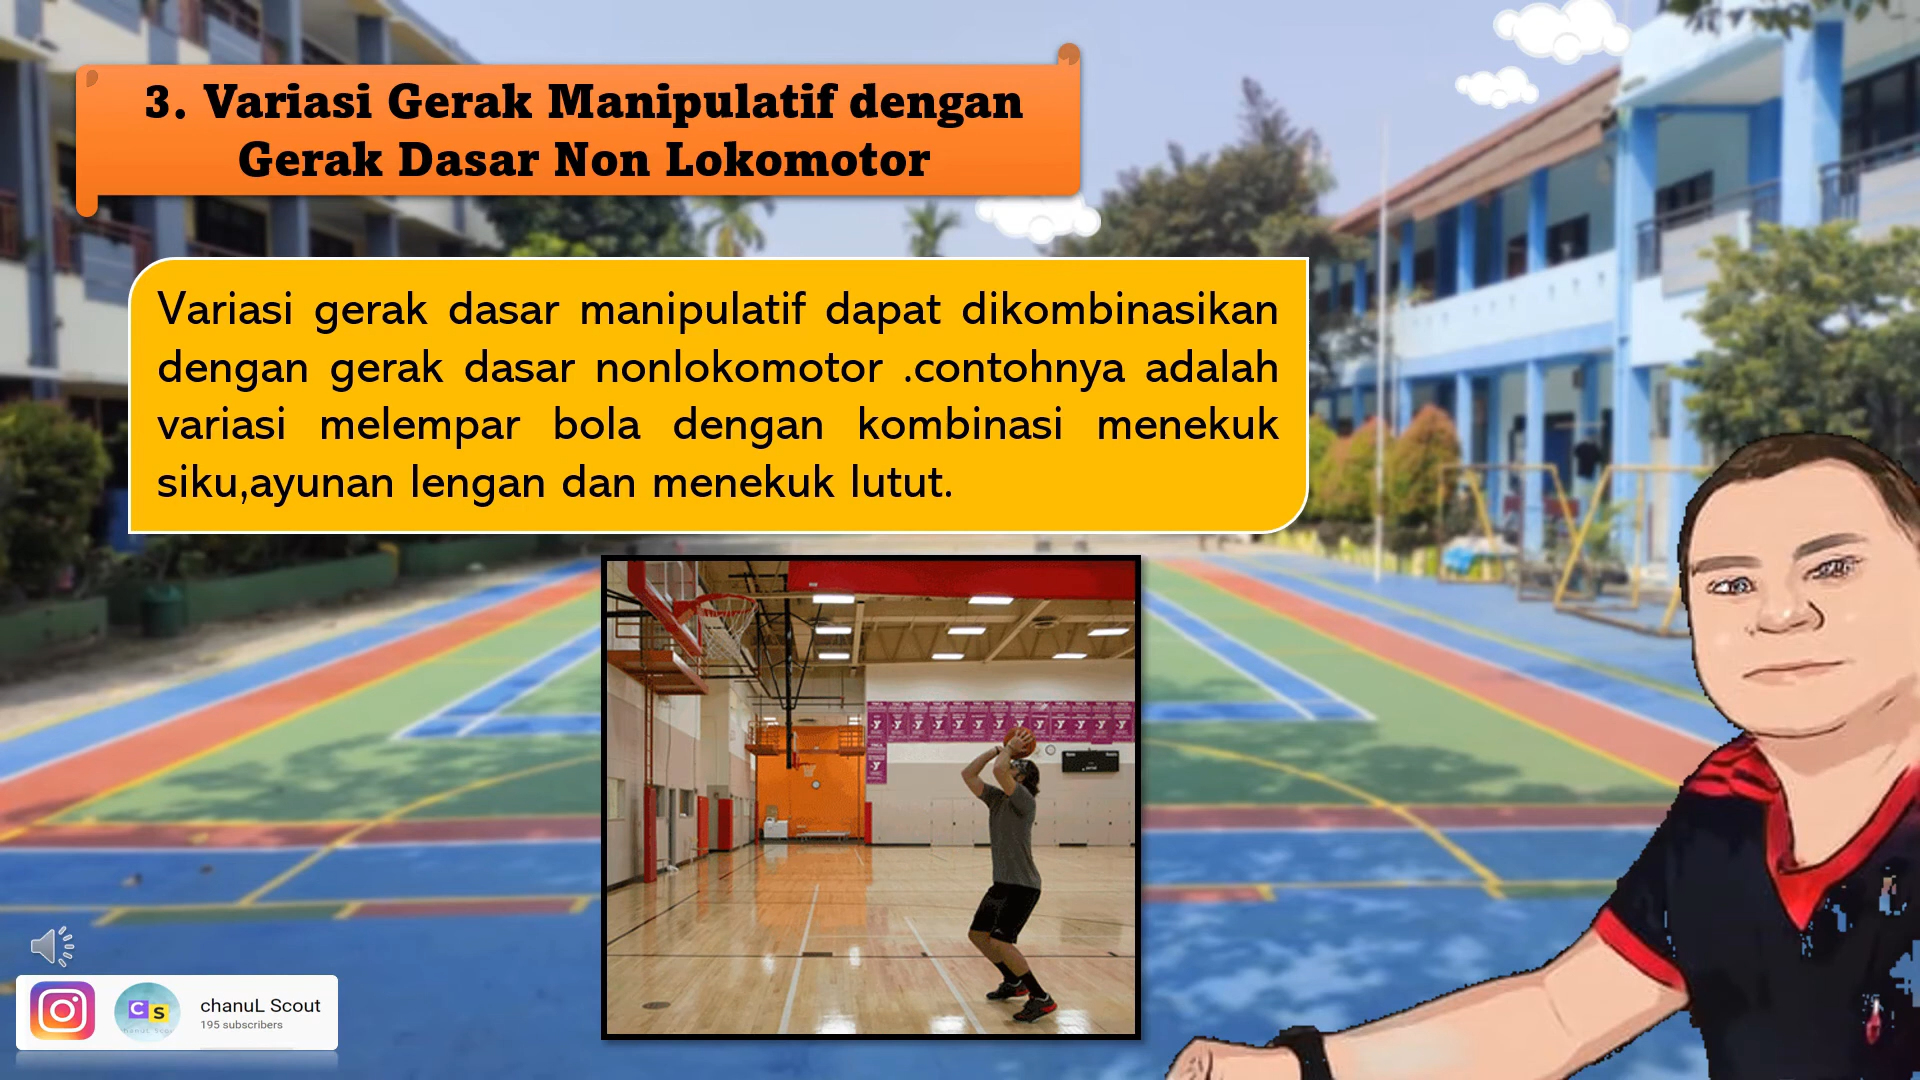 3. Variasi Gerak Manipulatif dengan
Gerak Dasar Non Lokomotor
Variasi gerak dasar manipulatif dapat dikombinasikan
dengan gerak dasar nonlokomotor .contohnya adalah
variasi melempar bola dengan kombinasi menekuk
siku,ayunan lengan dan menekuk lutut.
C S
chanuL Scout
195 subscribers